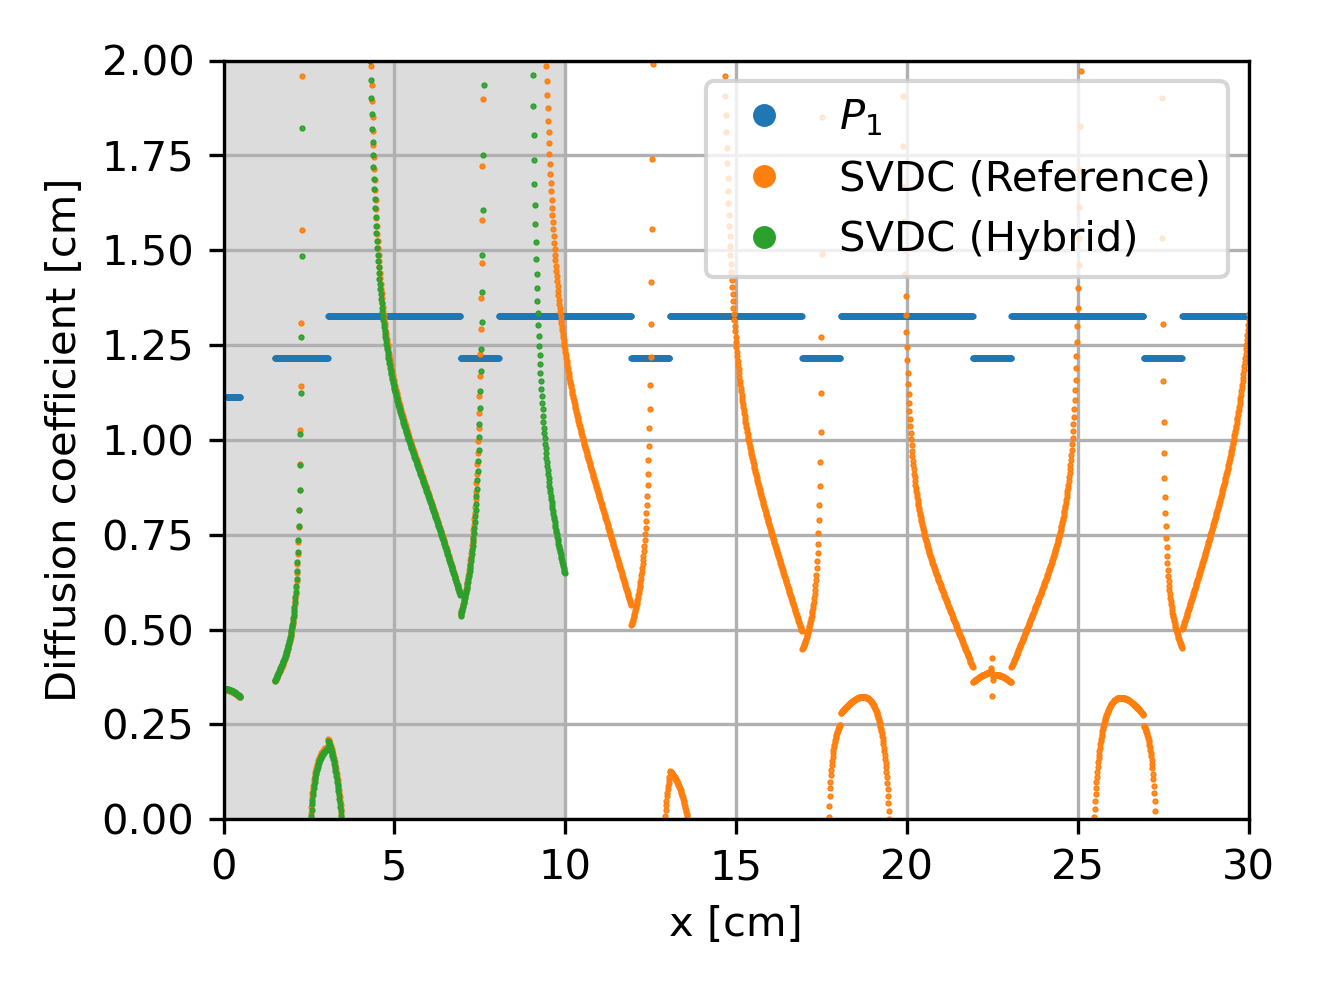 2.00
1.75
1.50
1.25
1.00
0.75
0.50
0.25
0.00
Diffusion coefficient [cm]
P₁
SVDC (Reference)
SVDC (Hybrid)
0 5 10 15 20 25 30
x [cm]